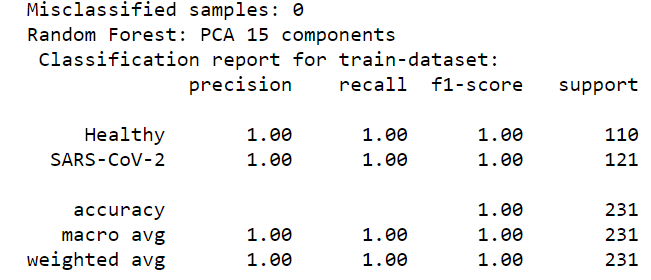 Misclassified samples: 0
Random Forest: PCA 15 components
Classification report for train-dataset:
precision recall f1-score support
Healthy 1.00 1.00 1.00 110
SARS-CoV-2 1.00 1.00 1.00 121
accuracy 1.00 231
macro avg 1.00 1.00 1.00 231
weighted avg 1.00 1.00 1.00 231